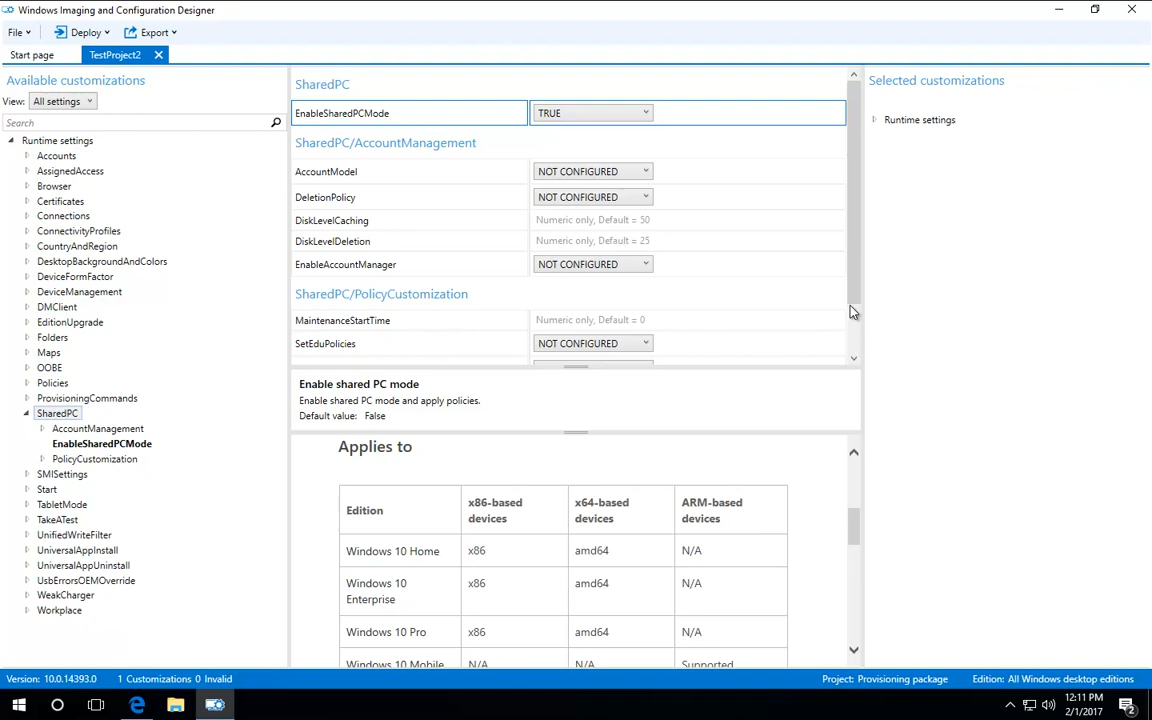 Windows Imaging and Configuration Designer
File
Deploy
Export
Start page
TestProject2
Available customizations
View: All settings
Search
Runtime settings
Accounts
AssignedAccess
Browser
Certificates
Connections
ConnectivityProfiles
CountryAndRegion
DesktopBackgroundAndColors
DeviceFormFactor
DeviceManagement
DMClient
EditionUpgrade
Folders
Maps
OOBE
Policies
ProvisioningCommands
SharedPC
AccountManagement
EnableSharedPCMode
PolicyCustomization
SMISettings
Start
TabletMode
TakeATest
UnifiedWriteFilter
UniversalAppInstall
UniversalAppUninstall
UsbErrorsOEMOverride
WeakCharger
Workplace
SharedPC
EnableSharedPCMode TRUE
SharedPC/AccountManagement
AccountModel NOT CONFIGURED
DeletionPolicy NOT CONFIGURED
DiskLevelCaching Numeric only, Default = 50
DiskLevelDeletion Numeric only, Default = 25
EnableAccountManager NOT CONFIGURED
SharedPC/PolicyCustomization
MaintenanceStartTime Numeric only, Default = 0
SetEduPolicies NOT CONFIGURED
Enable shared PC mode
Enable shared PC mode and apply policies.
Default value: False
Applies to
Edition x86-based devices x64-based devices ARM-based devices
Windows 10 Home x86 amd64 N/A
Windows 10 Enterprise x86 amd64 N/A
Windows 10 Pro x86 amd64 N/A
Windows 10 Mobile N/A N/A Supported
Selected customizations
Runtime settings
Version: 10.0.14393.0 1 Customizations 0 Invalid Project: Provisioning package Edition: All Windows desktop editions
12:11 PM
2/1/2017
2